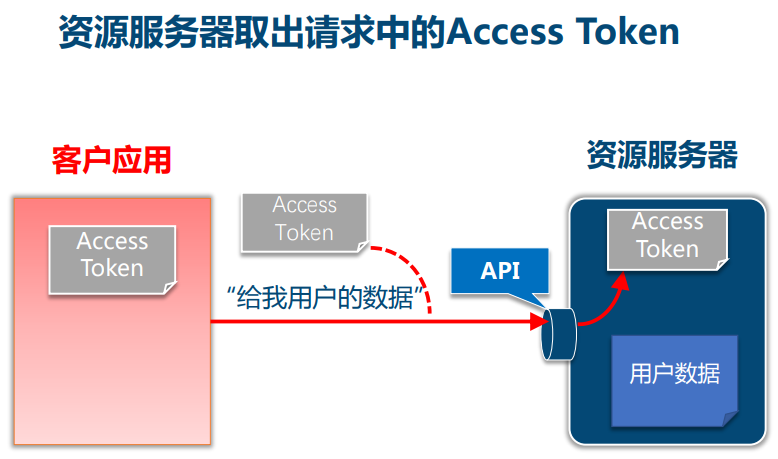 资源服务器取出请求中的Access Token
客户应用
资源服务器
Access
Token
Access
Token
“给我用户的数据”
API
Access
Token
用户数据